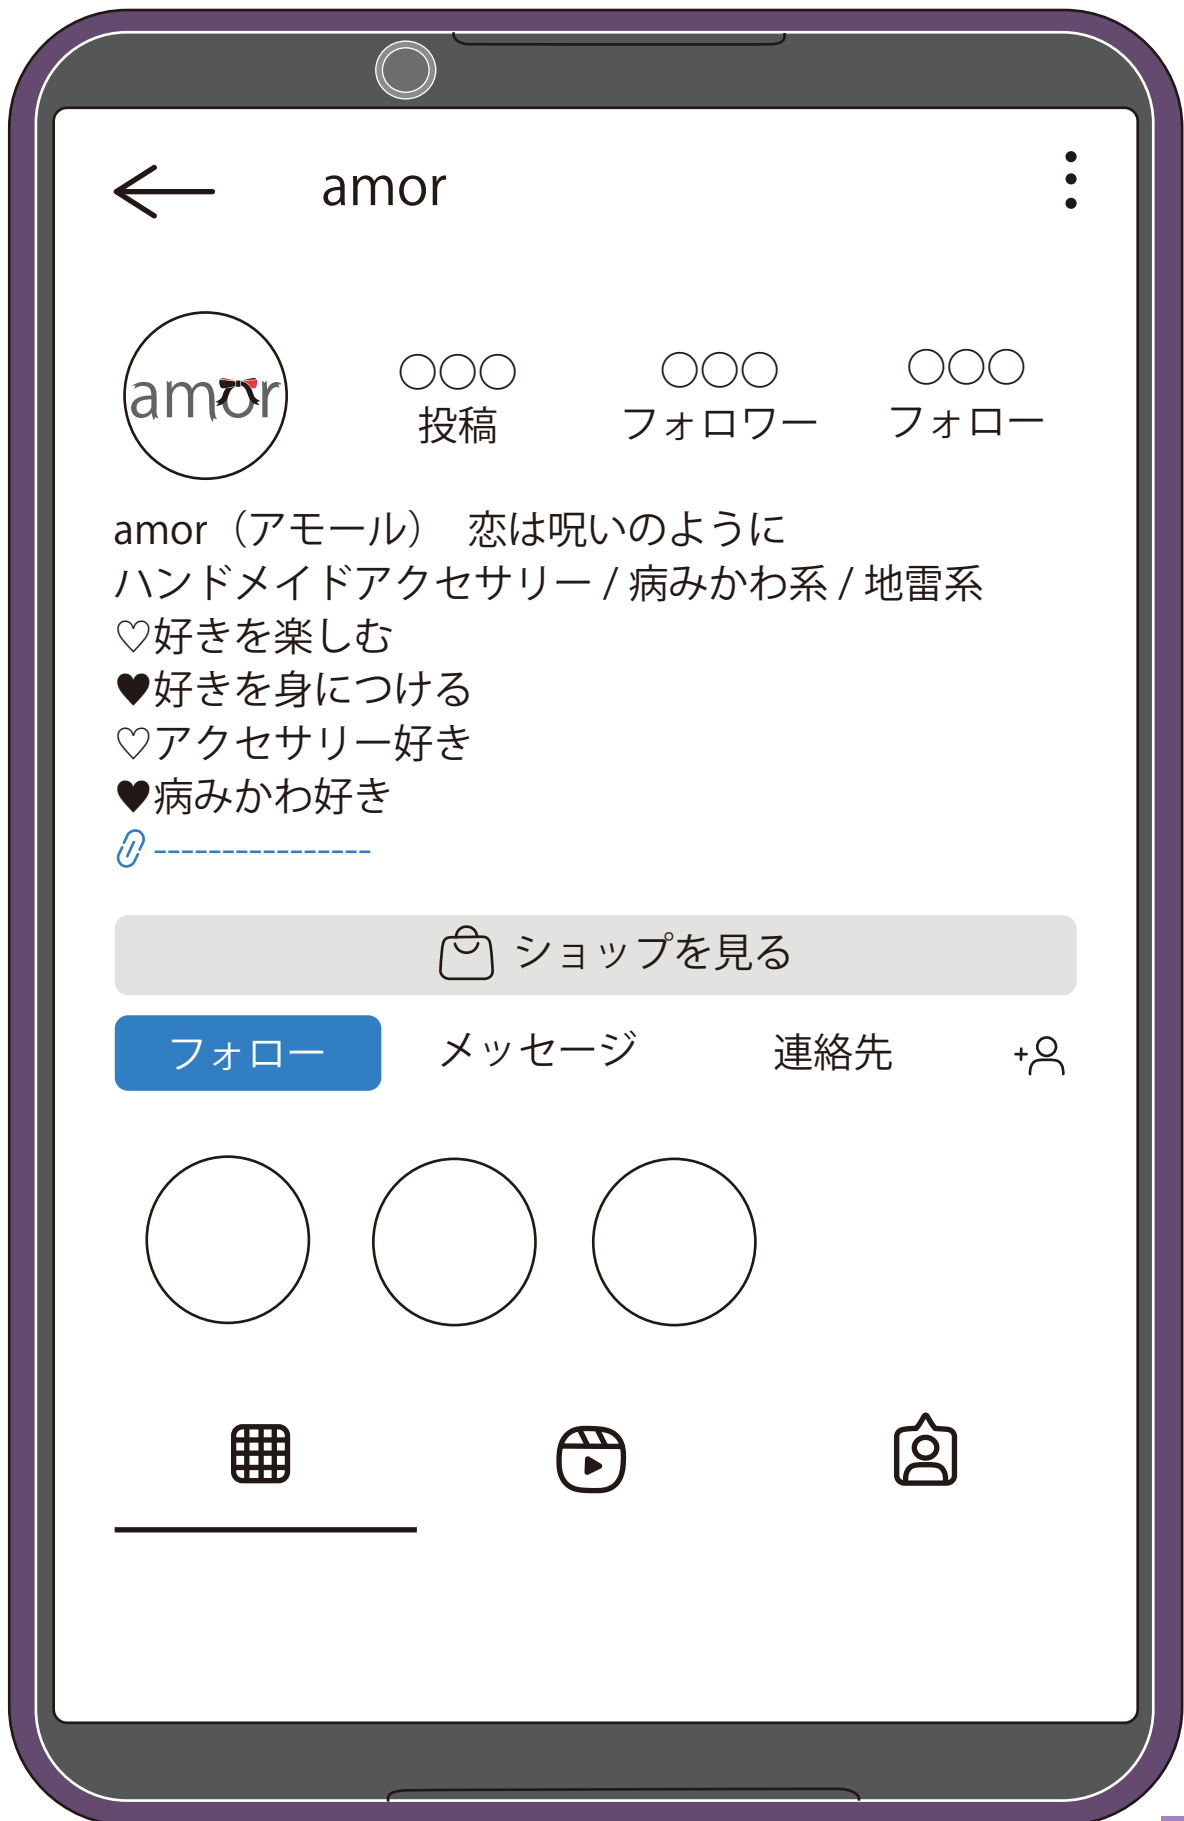 amor
amor
○○○ ○○○ ○○○
投稿 フォロワー フォロー
amor（アモール） 恋は呪いのように
ハンドメイドアクセサリー / 病みかわ系 / 地雷系
♡好きを楽しむ
♥好きを身につける
♡アクセサリー好き
♥病みかわ好き
----------------
ショップを見る
フォロー メッセージ 連絡先